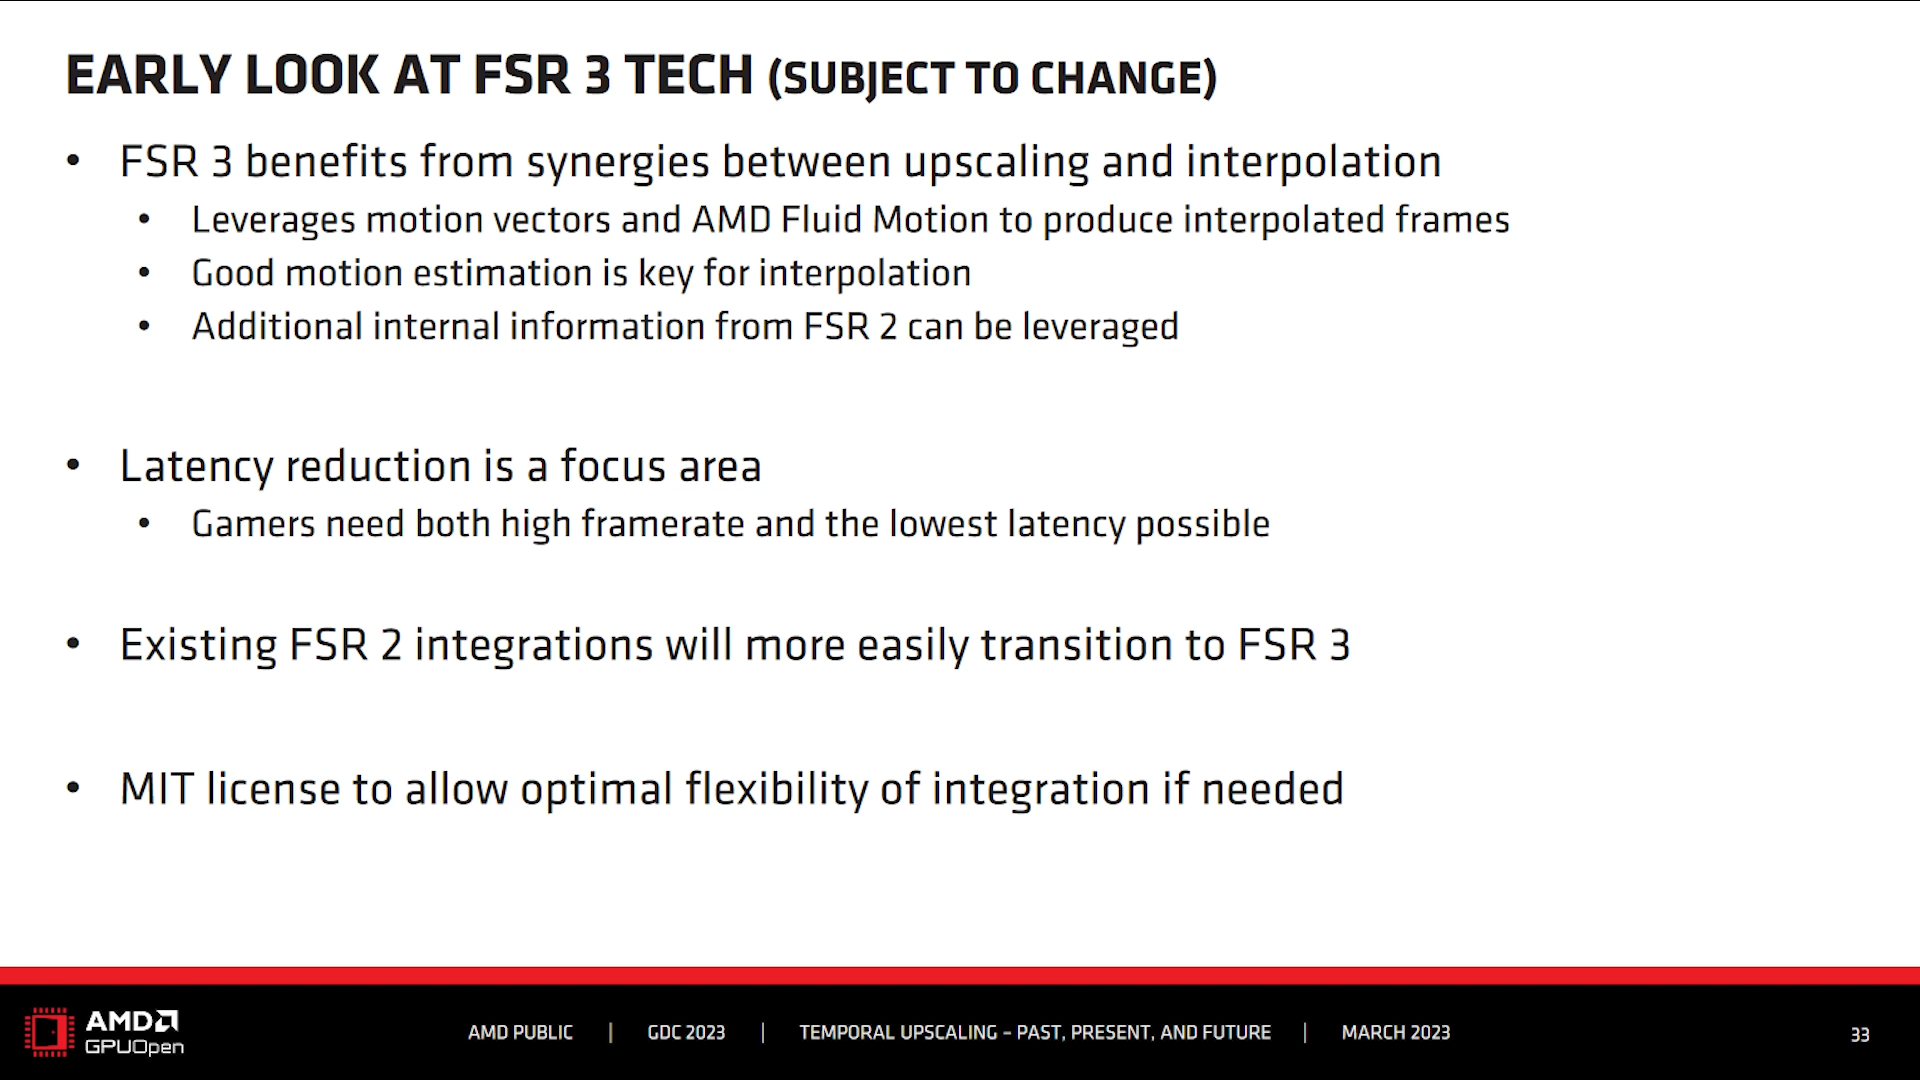 EARLY LOOK AT FSR 3 TECH (SUBJECT TO CHANGE)
• FSR 3 benefits from synergies between upscaling and interpolation
• Leverages motion vectors and AMD Fluid Motion to produce interpolated frames
• Good motion estimation is key for interpolation
• Additional internal information from FSR 2 can be leveraged
• Latency reduction is a focus area
• Gamers need both high framerate and the lowest latency possible
• Existing FSR 2 integrations will more easily transition to FSR 3
• MIT license to allow optimal flexibility of integration if needed
AMD
GPUOpen
AMD PUBLIC | GDC 2023 | TEMPORAL UPSCALING – PAST, PRESENT, AND FUTURE | MARCH 2023
33